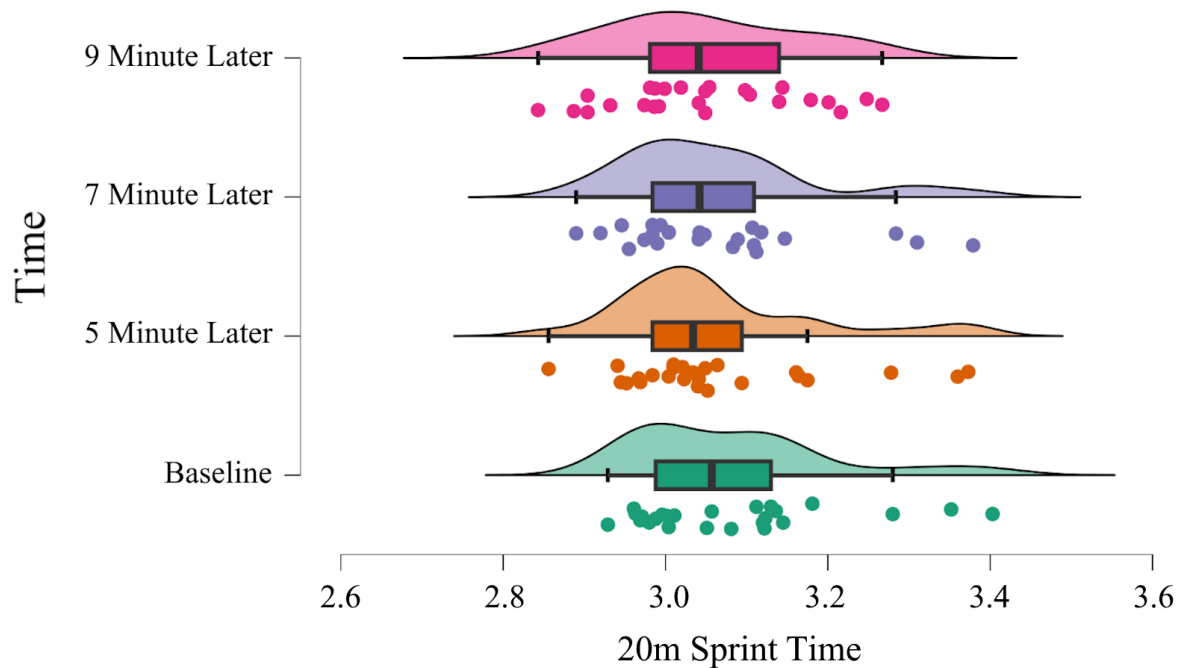 9 Minute Later
7 Minute Later
5 Minute Later
Baseline
Time
2.6 2.8 3.0 3.2 3.4 3.6
20m Sprint Time